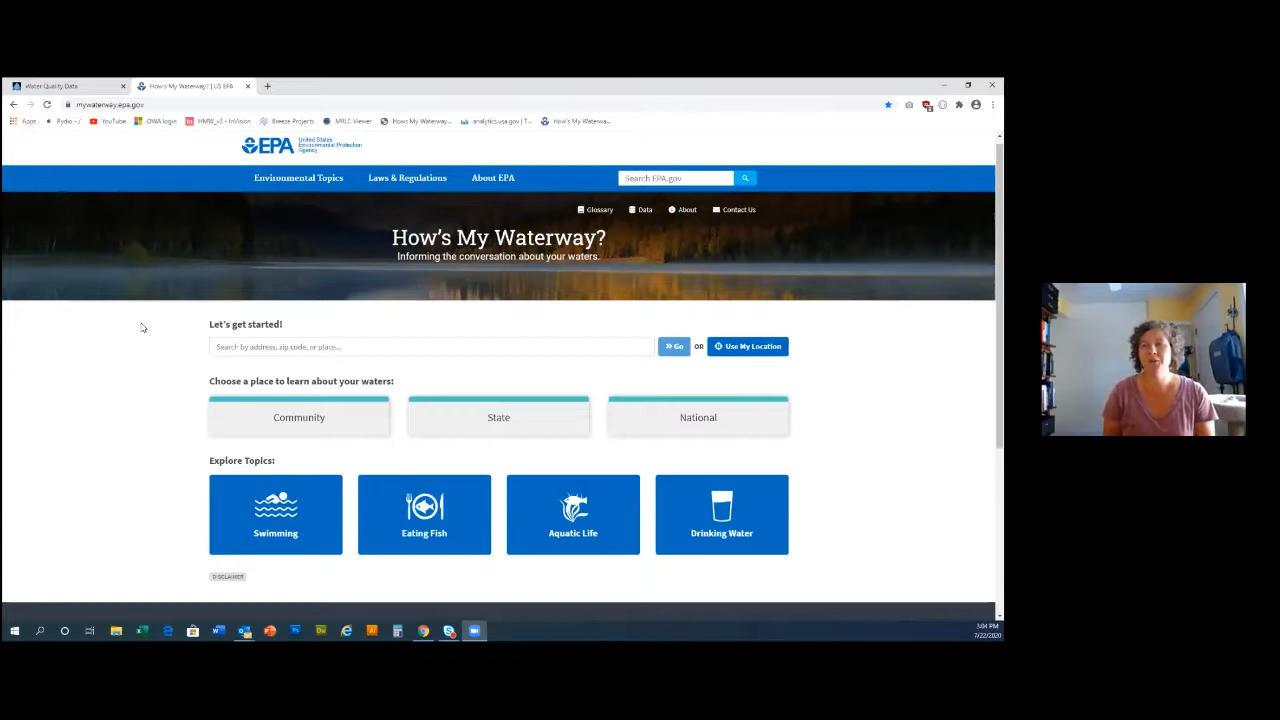 Water Quality Data
How's My Waterway? | US EPA
mywaterway.epa.gov
Apps YouTube OWA login HMW_v2 - InVision Breeze Projects MRLC Viewer Hows My Waterway... analytics.usa.gov | T... How's My Waterwa...
EPA
United States
Environmental Protection
Agency
Environmental Topics Laws & Regulations About EPA Search EPA.gov
Glossary Data About Contact Us
How's My Waterway?
Informing the conversation about your waters.
Let's get started!
Search by address, zip code, or place... Go OR Use My Location
Choose a place to learn about your waters:
Community State National
Explore Topics:
Swimming Eating Fish Aquatic Life Drinking Water
DISCLAIMER
3:04 PM
7/22/2020